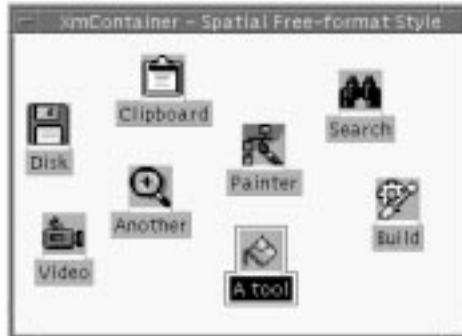 XmContainer - Spatial Free-format Style
Clipboard
Search
Disk
Painter
Another
Build
Video
A tool